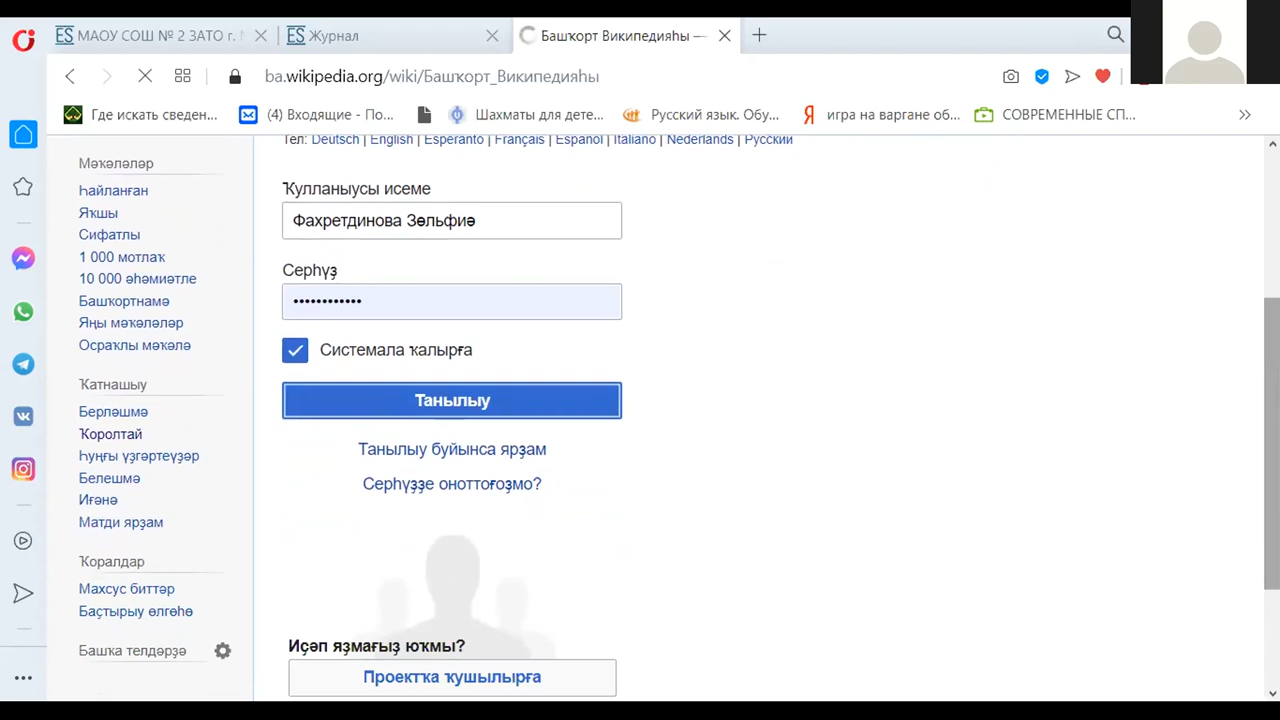 МАОУ СОШ № 2 ЗАТО г.
Журнал
Башҡорт Википедияһы —
ba.wikipedia.org/wiki/Башҡорт_Википедияһы
Где искать сведен...
(4) Входящие - По...
Шахматы для дете...
Русский язык. Обу...
игра на варгане об...
СОВРЕМЕННЫЕ СП...
Тел: Deutsch | English | Esperanto | Français | Español | Italiano | Nederlands | Русский
Мәҡәләләр
Һайланған
Яҡшы
Сифатлы
1 000 мотлаҡ
10 000 әһәмиәтле
Башҡортнамә
Яңы мәҡәләләр
Осраҡлы мәҡәлә
Ҡатнашыу
Берләшмә
Ҡоролтай
Һуңғы үҙгәртеүҙәр
Белешмә
Иғәнә
Матди ярҙам
Ҡоралдар
Махсус биттәр
Баҫтырыу өлгөһө
Башҡа телдәрҙә
Ҡулланыусы исеме
Фахретдинова Зөльфиә
Серһүҙ
Системала ҡалырға
Танылыу
Танылыу буйынса ярҙам
Серһүҙҙе оноттоғоҙмо?
Иҫәп яҙмағыҙ юҡмы?
Проектҡа ҡушылырға